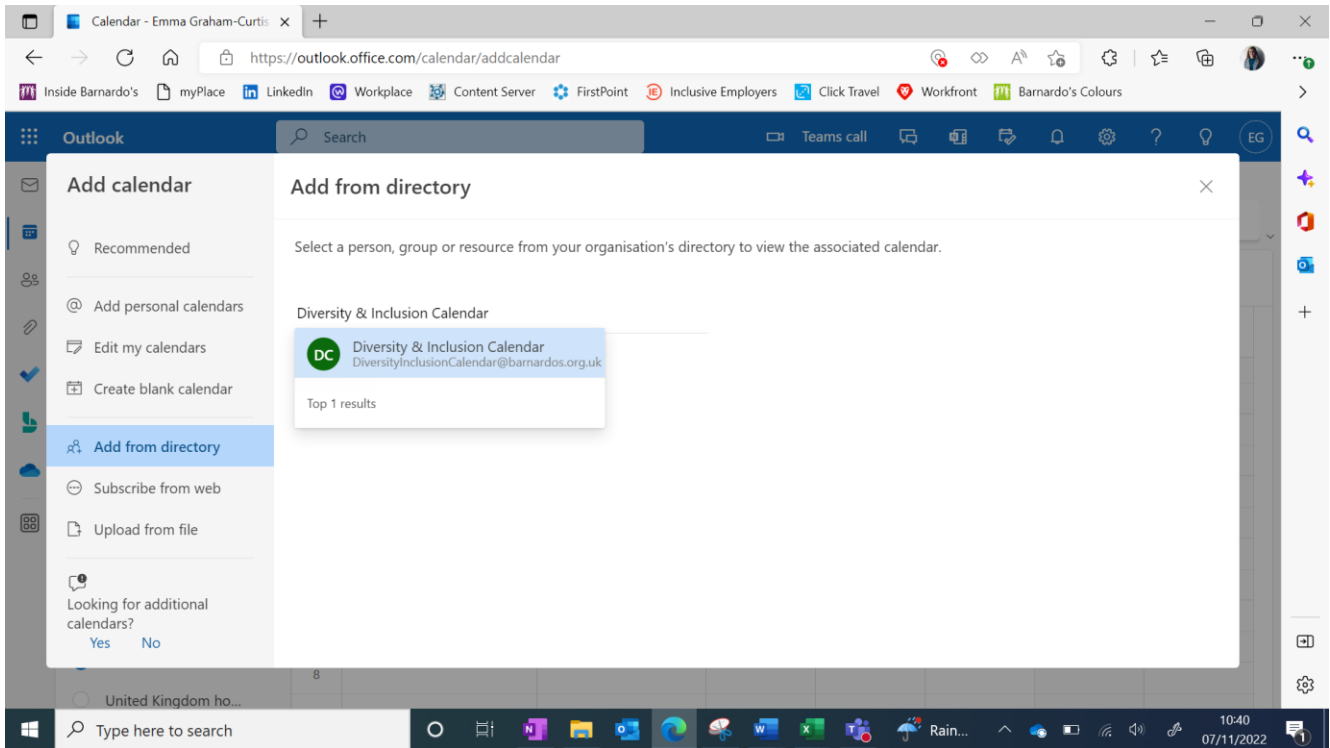 Calendar - Emma Graham-Curtis
https://outlook.office.com/calendar/addcalendar
Inside Barnardo's myPlace LinkedIn Workplace Content Server FirstPoint Inclusive Employers Click Travel Workfront Barnardo's Colours
Outlook Search Teams call EG
Add calendar
Recommended
Add personal calendars
Edit my calendars
Create blank calendar
Add from directory
Subscribe from web
Upload from file
Looking for additional
calendars?
Yes No
Add from directory
Select a person, group or resource from your organisation's directory to view the associated calendar.
Diversity & Inclusion Calendar
DC Diversity & Inclusion Calendar
DiversityInclusionCalendar@barnardos.org.uk
Top 1 results
8
United Kingdom ho...
Type here to search
Rain...
10:40
07/11/2022
1